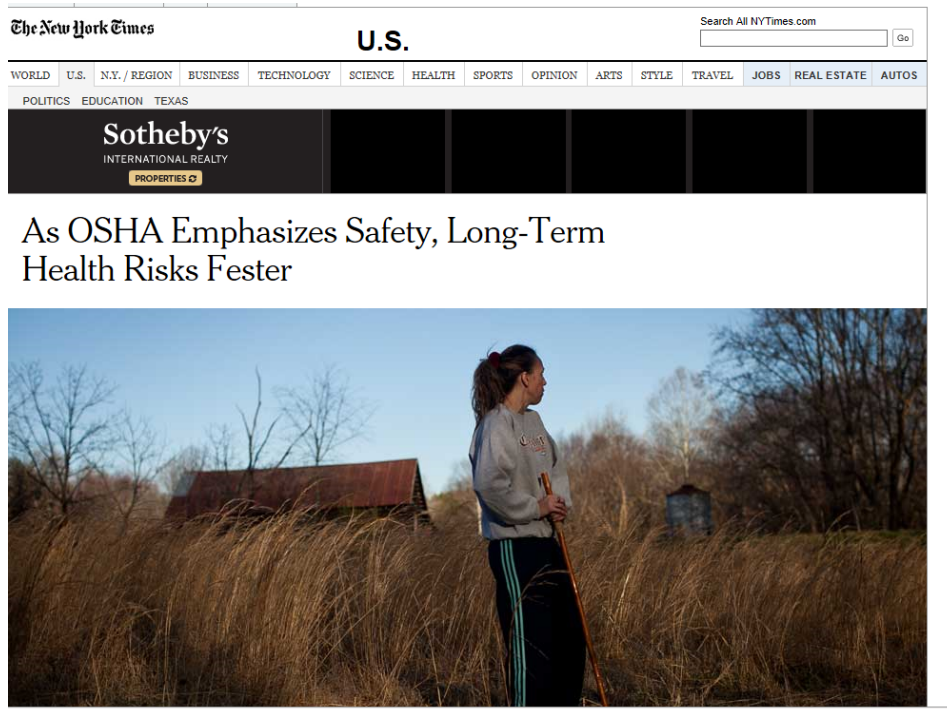 The New York Times
U.S.
Search All NYTimes.com
Go
WORLD U.S. N.Y. / REGION BUSINESS TECHNOLOGY SCIENCE HEALTH SPORTS OPINION ARTS STYLE TRAVEL JOBS REAL ESTATE AUTOS
POLITICS EDUCATION TEXAS
Sotheby's
INTERNATIONAL REALTY
PROPERTIES
As OSHA Emphasizes Safety, Long-Term
Health Risks Fester